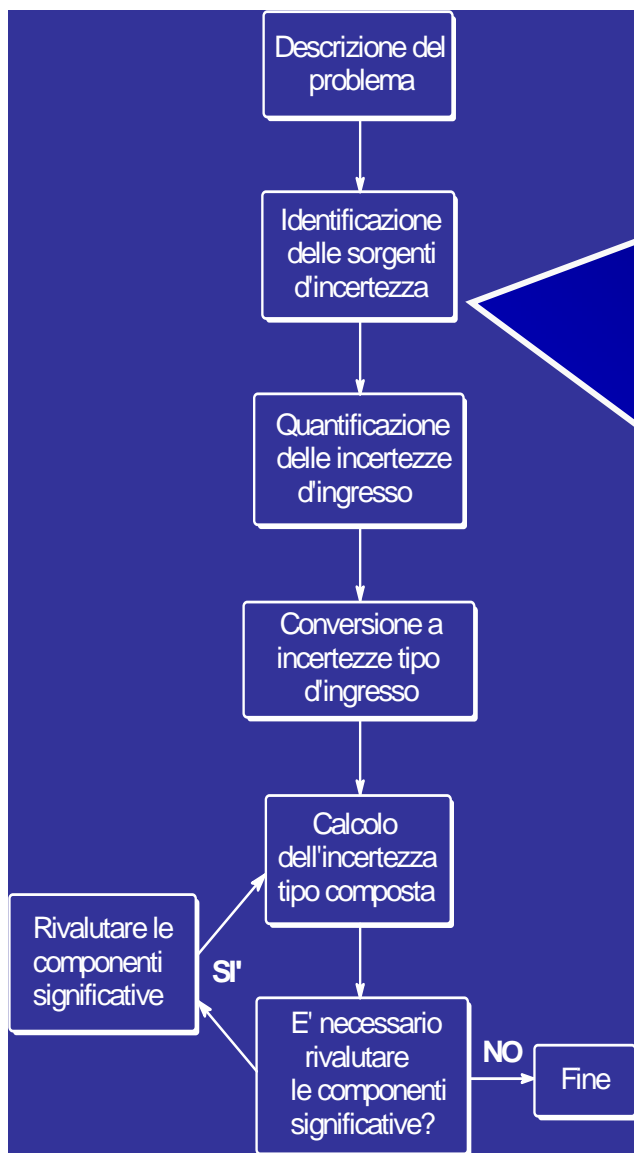 Descrizione del
problema
Identificazione
delle sorgenti
d'incertezza
Quantificazione
delle incertezze
d'ingresso
Conversione a
incertezze tipo
d'ingresso
Calcolo
dell'incertezza
tipo composta
Rivalutare le
componenti
significative
SI'
E' necessario
rivalutare
le componenti
significative?
NO
Fine